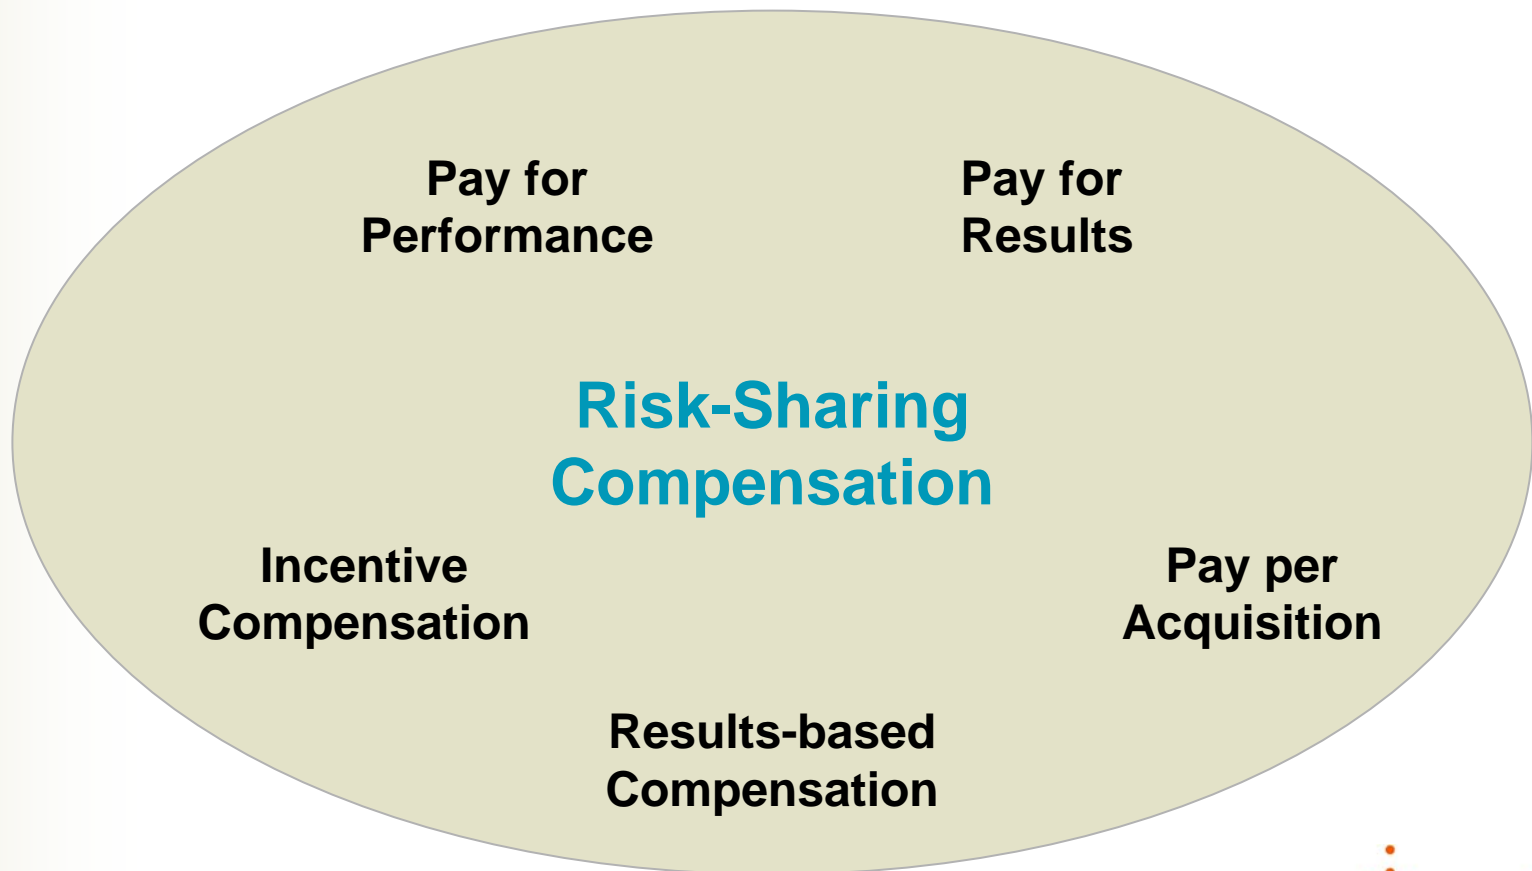 Pay for
Performance
Pay for
Results
Risk-Sharing
Compensation
Incentive
Compensation
Pay per
Acquisition
Results-based
Compensation